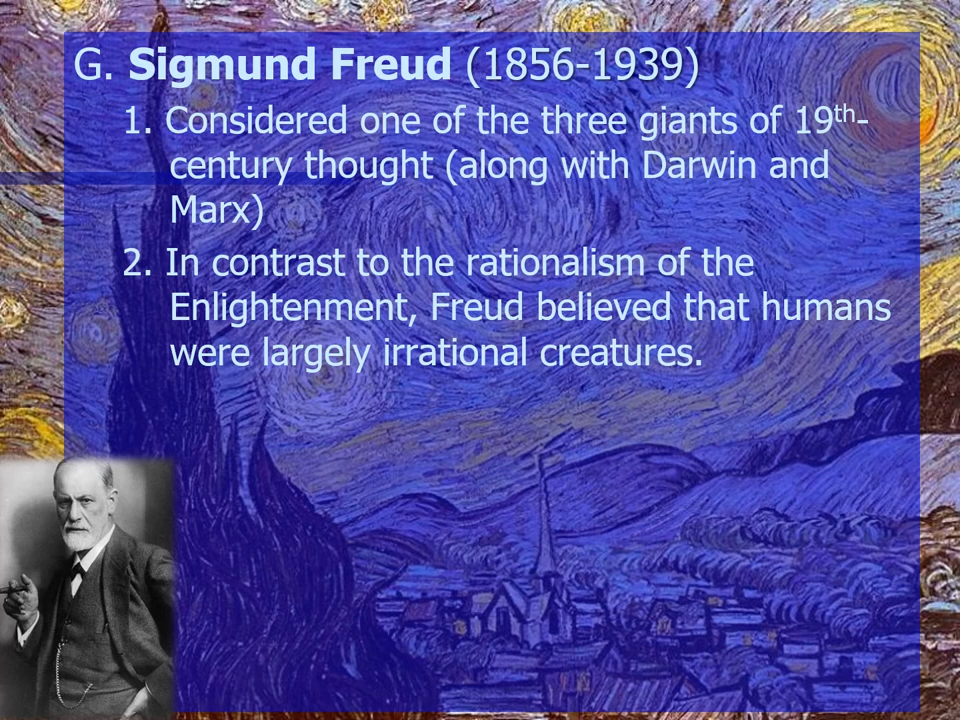 G. Sigmund Freud (1856-1939)
1. Considered one of the three giants of 19th-
century thought (along with Darwin and
Marx)
2. In contrast to the rationalism of the
Enlightenment, Freud believed that humans
were largely irrational creatures.